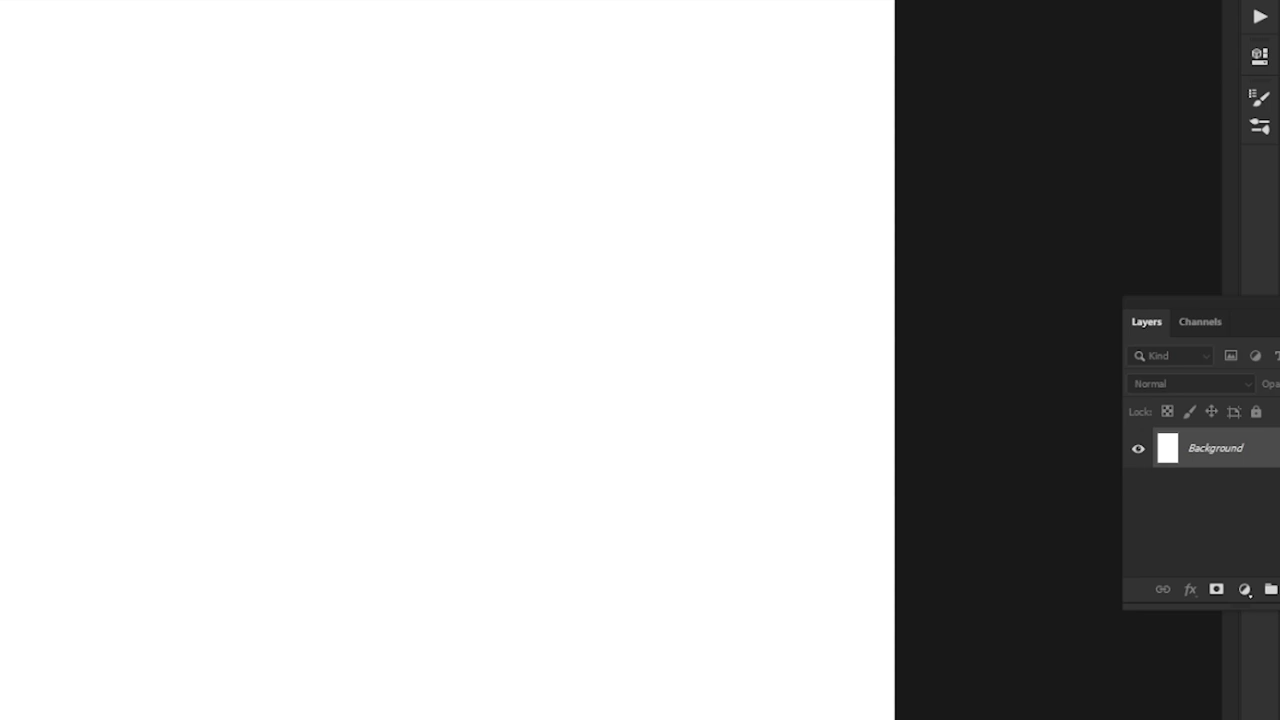 Layers Channels
Kind
Normal Opa
Lock:
Background
fx